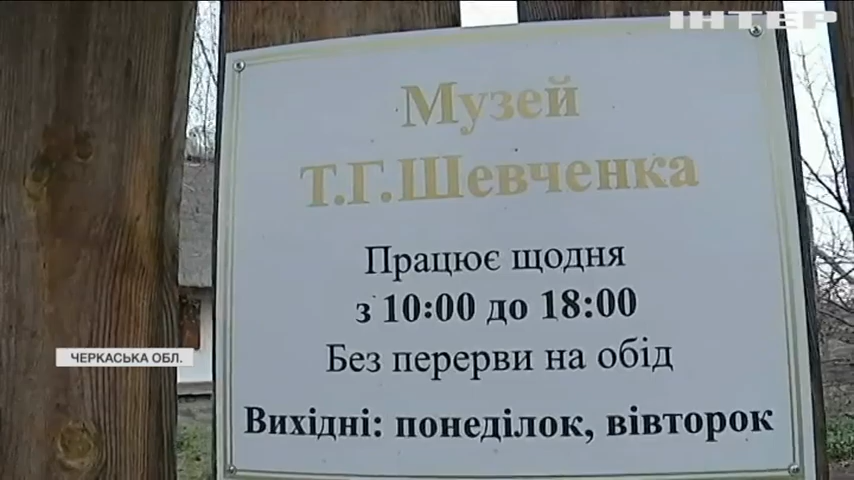 ІНТЕР
Музей
Т.Г.Шевченка
Працює щодня
з 10:00 до 18:00
Без перерви на обід
Вихідні: понеділок, вівторок
ЧЕРКАСЬКА ОБЛ.